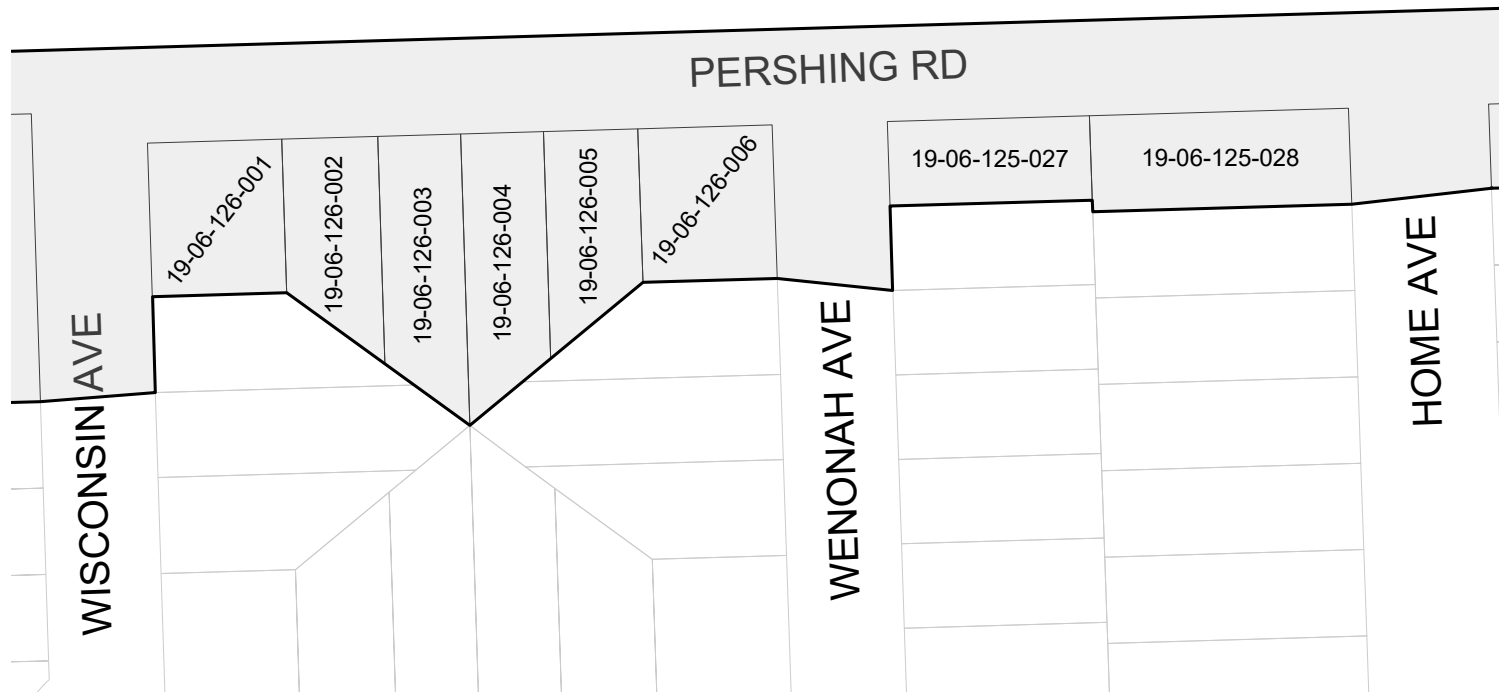 PERSHING RD
19-06-126-001
19-06-126-002
19-06-126-003
19-06-126-004
19-06-126-005
19-06-126-006
19-06-125-027
19-06-125-028
WISCONSIN AVE
WENONAH AVE
HOME AVE